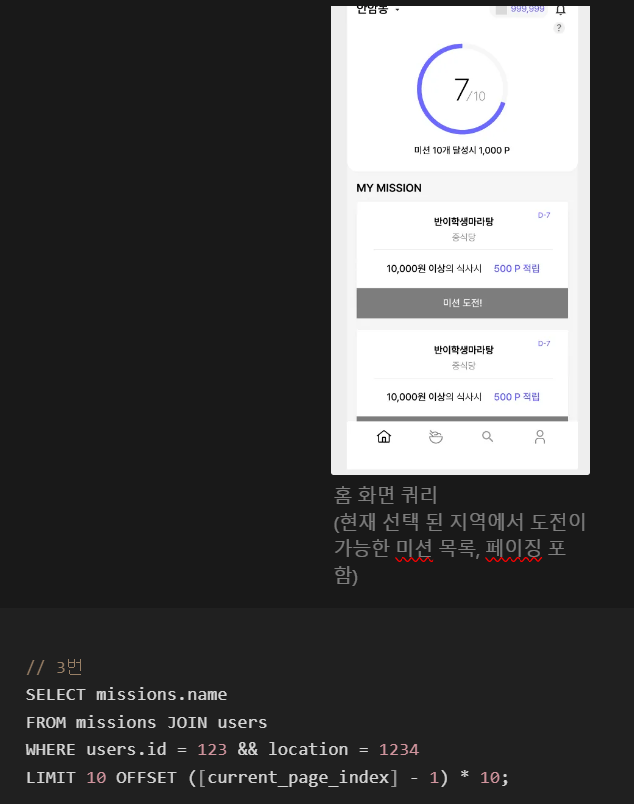 안암동
999,999
?
7/10
미션 10개 달성시 1,000 P
MY MISSION
D-7
반이학생마라탕
중식당
10,000원 이상의 식사시 500 P 적립
미션 도전!
D-7
반이학생마라탕
중식당
10,000원 이상의 식사시 500 P 적립
홈 화면 쿼리
(현재 선택 된 지역에서 도전이
가능한 미션 목록, 페이징 포
함)
// 3번
SELECT missions.name
FROM missions JOIN users
WHERE users.id = 123 && location = 1234
LIMIT 10 OFFSET ([current_page_index] - 1) * 10;